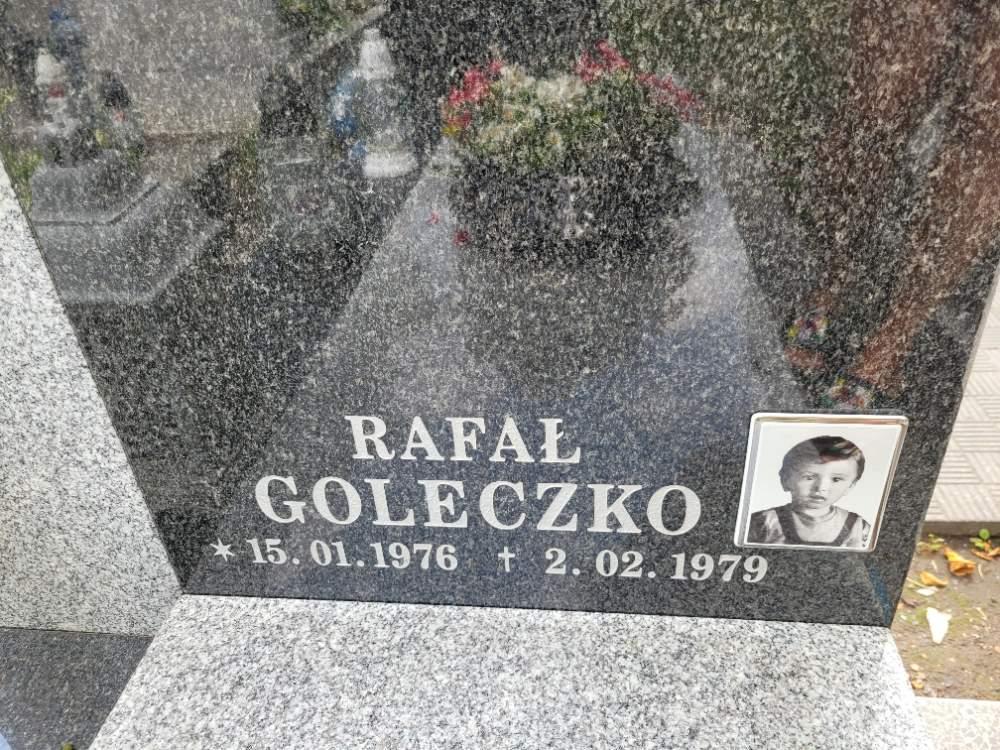 RAFAŁ
GOLECZKO
* 15. 01. 1976 † 2. 02. 1979